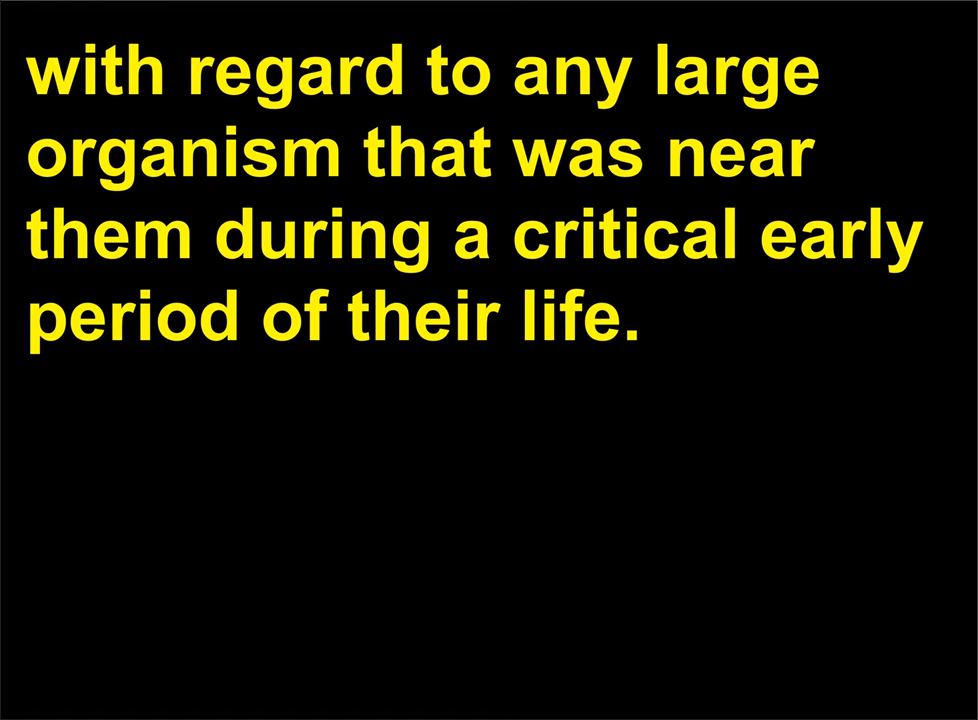 with regard to any large
organism that was near
them during a critical early
period of their life.